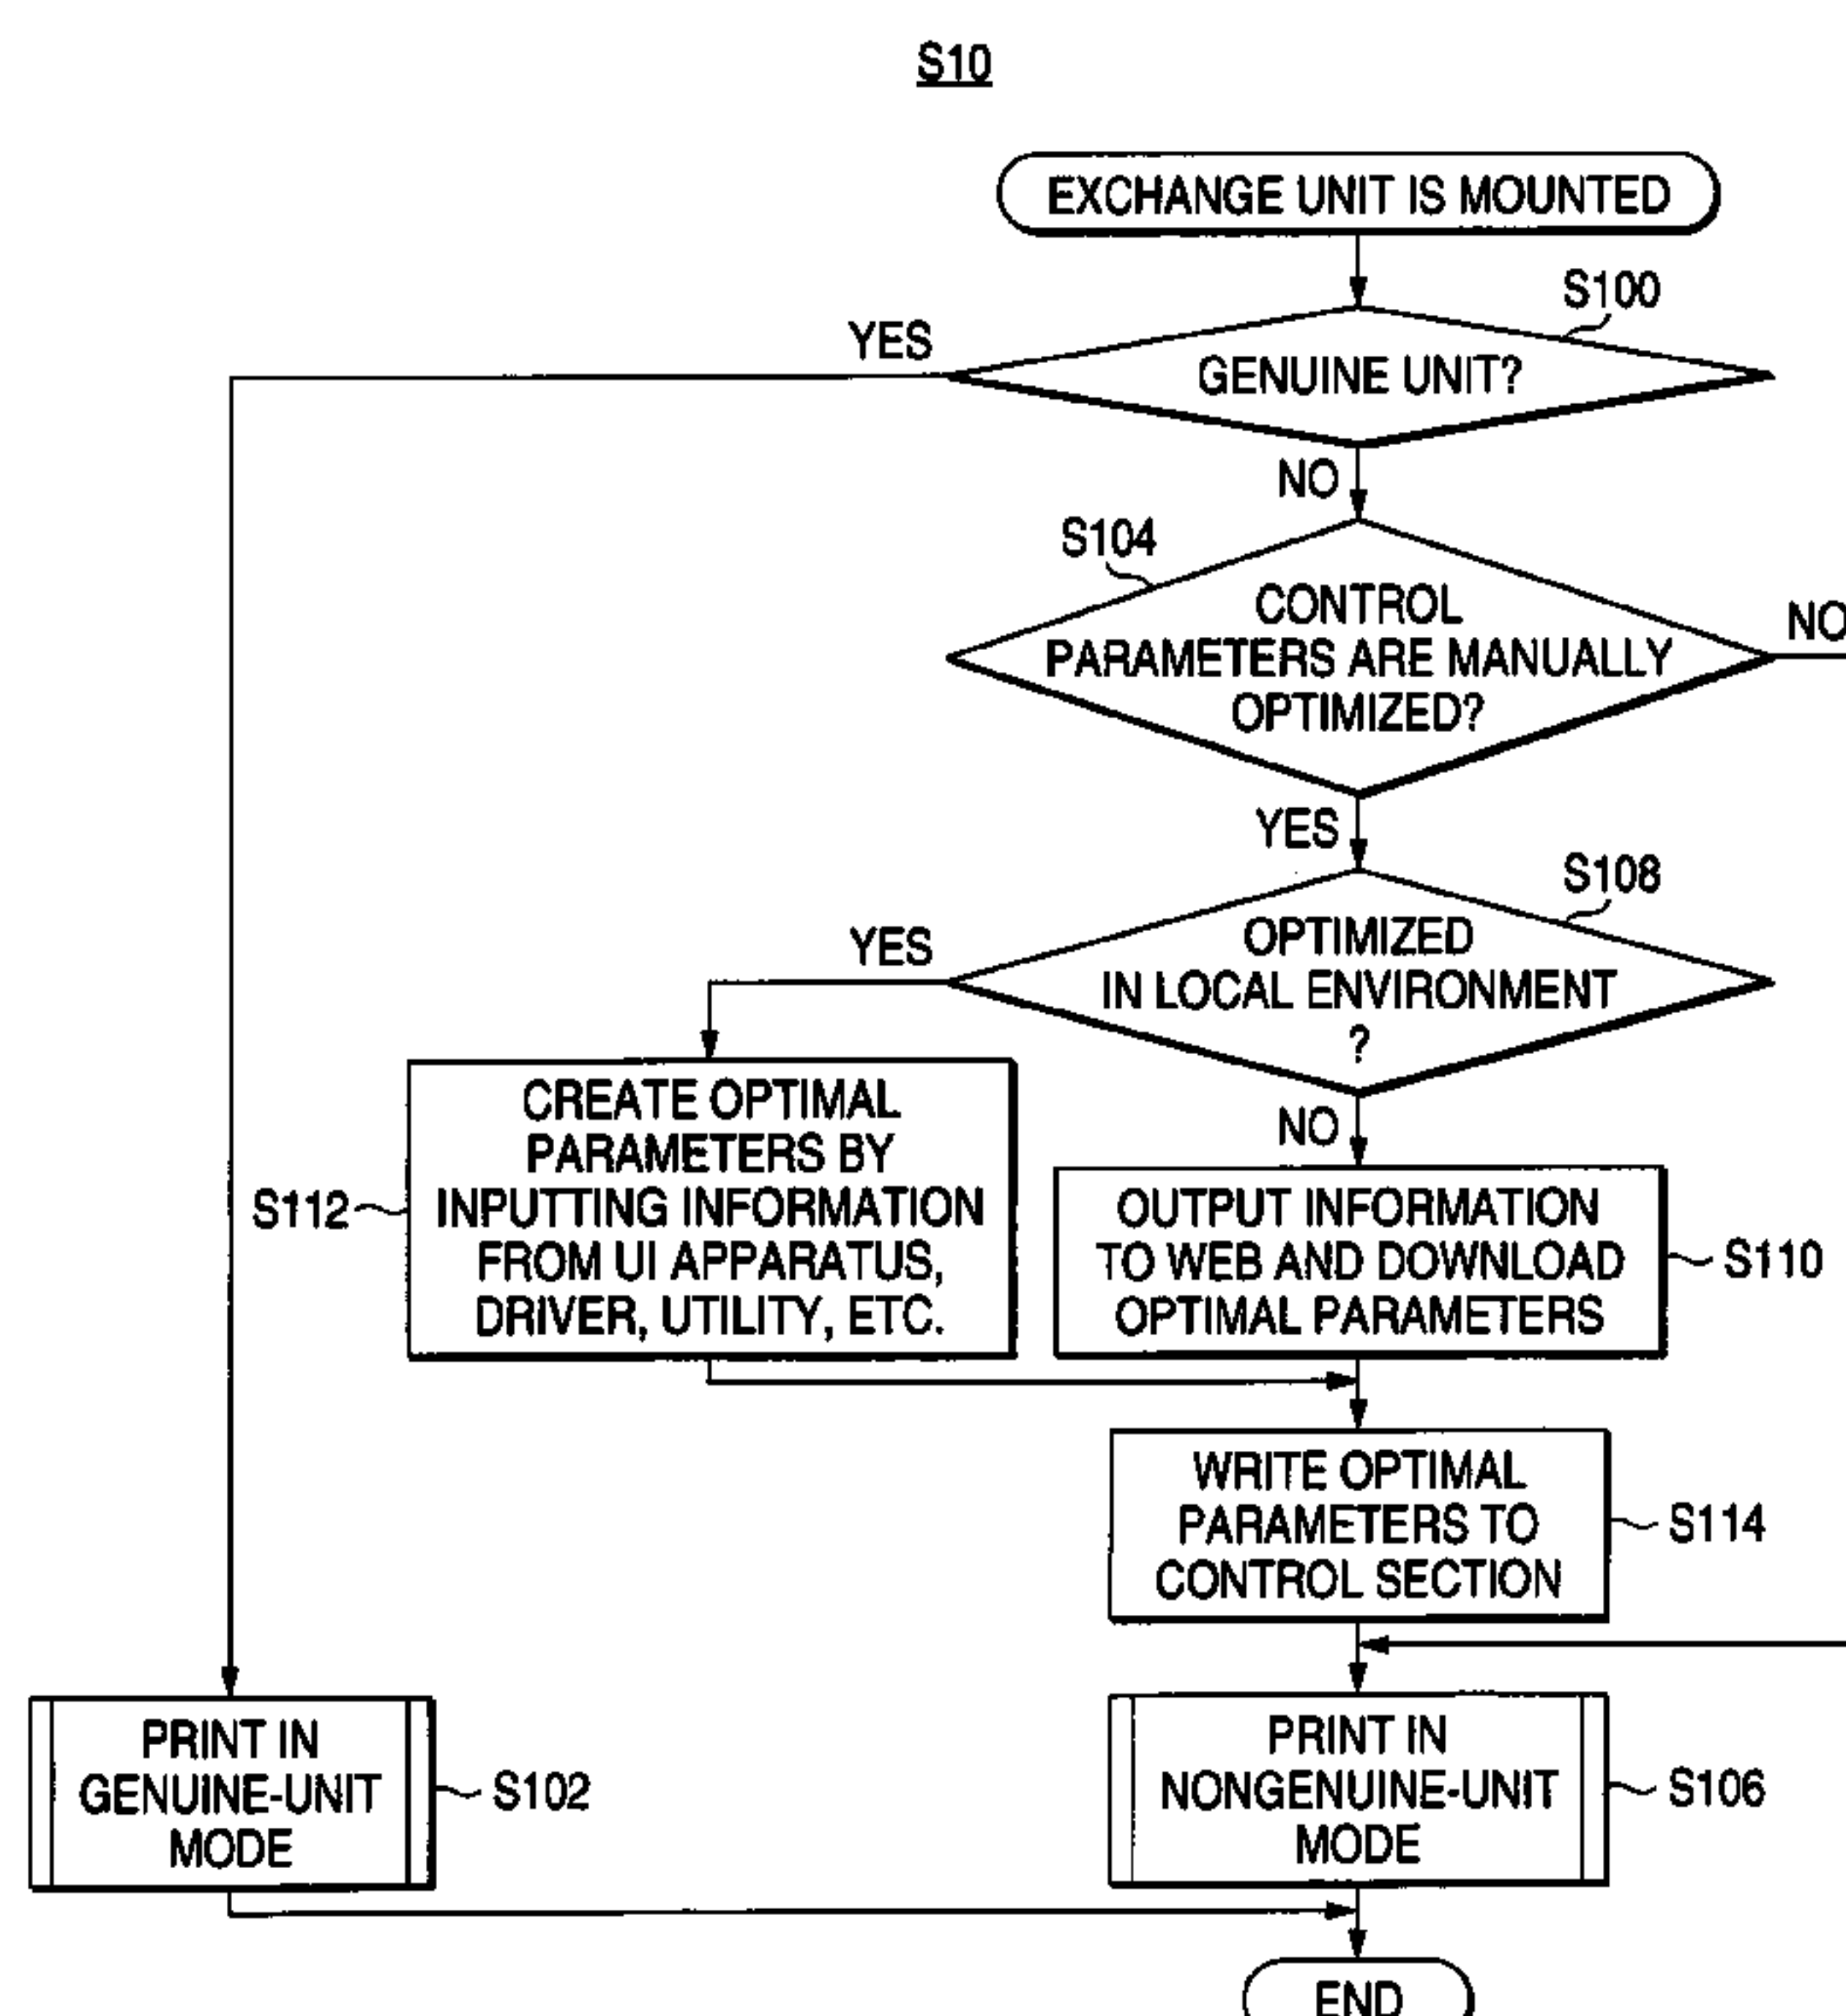 S10
EXCHANGE UNIT IS MOUNTED
S100
YES
GENUINE UNIT?
NO
S104
CONTROL
PARAMETERS ARE MANUALLY
OPTIMIZED?
NO
YES
S108
YES
OPTIMIZED
IN LOCAL ENVIRONMENT
?
NO
CREATE OPTIMAL
PARAMETERS BY
INPUTTING INFORMATION
FROM UI APPARATUS,
DRIVER, UTILITY, ETC.
S112
OUTPUT INFORMATION
TO WEB AND DOWNLOAD
OPTIMAL PARAMETERS
S110
WRITE OPTIMAL
PARAMETERS TO
CONTROL SECTION
S114
PRINT IN
GENUINE-UNIT
MODE
S102
PRINT IN
NONGENUINE-UNIT
MODE
S106
END